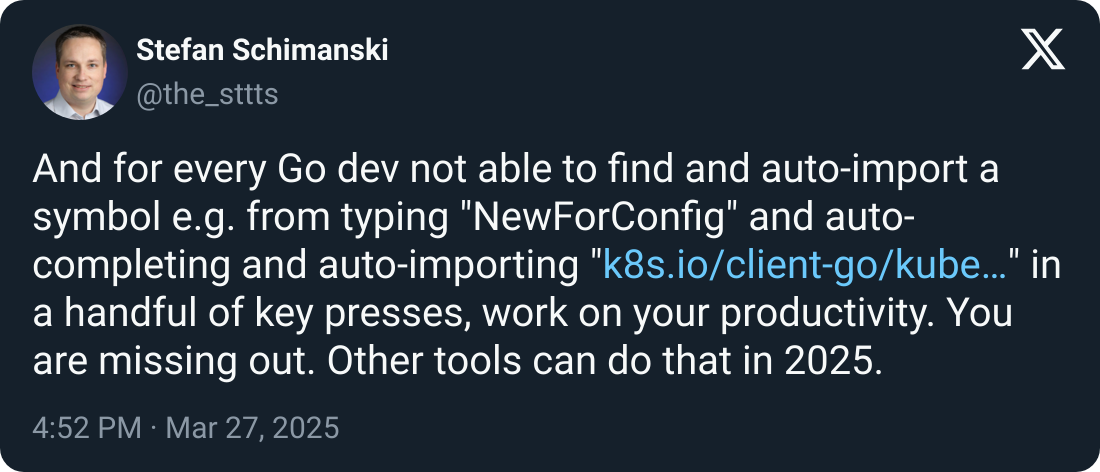 Stefan Schimanski
@the_sttts
And for every Go dev not able to find and auto-import a
symbol e.g. from typing "NewForConfig" and auto-
completing and auto-importing "k8s.io/client-go/kube…" in
a handful of key presses, work on your productivity. You
are missing out. Other tools can do that in 2025.
4:52 PM · Mar 27, 2025